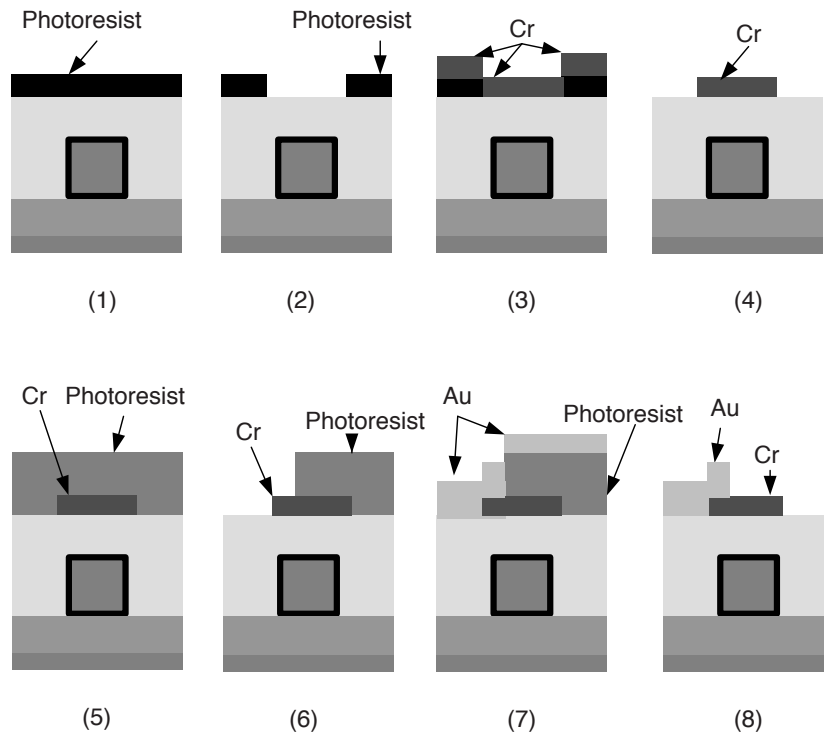 Photoresist
Photoresist
Cr
Cr
(1)
(2)
(3)
(4)
Cr
Photoresist
Cr
Photoresist
Au
Photoresist
Au
Cr
(5)
(6)
(7)
(8)